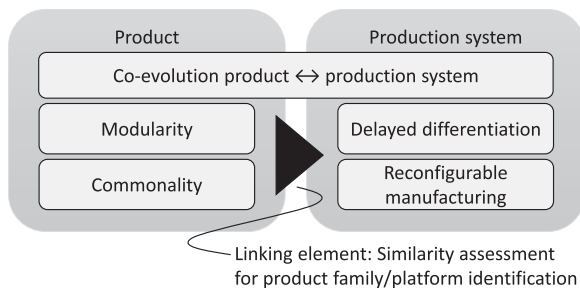 Product
Production system
Co-evolution product ↔ production system
Modularity
Delayed differentiation
Commonality
Reconfigurable
manufacturing
Linking element: Similarity assessment
for product family/platform identification